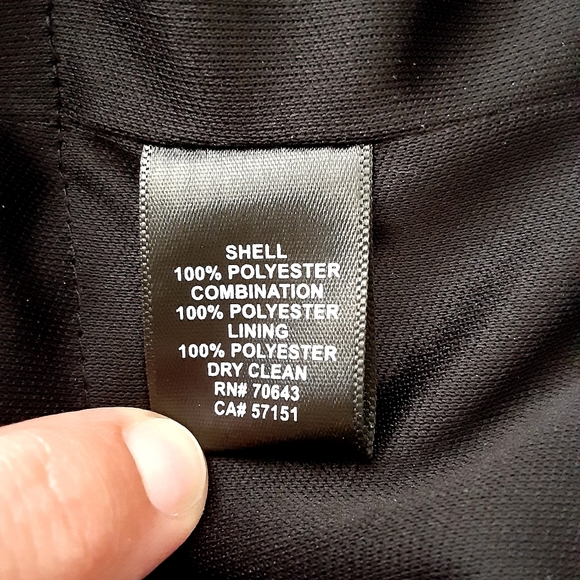 SHELL
100% POLYESTER
COMBINATION
100% POLYESTER
LINING
100% POLYESTER
DRY CLEAN
RN# 70643
CA# 57151